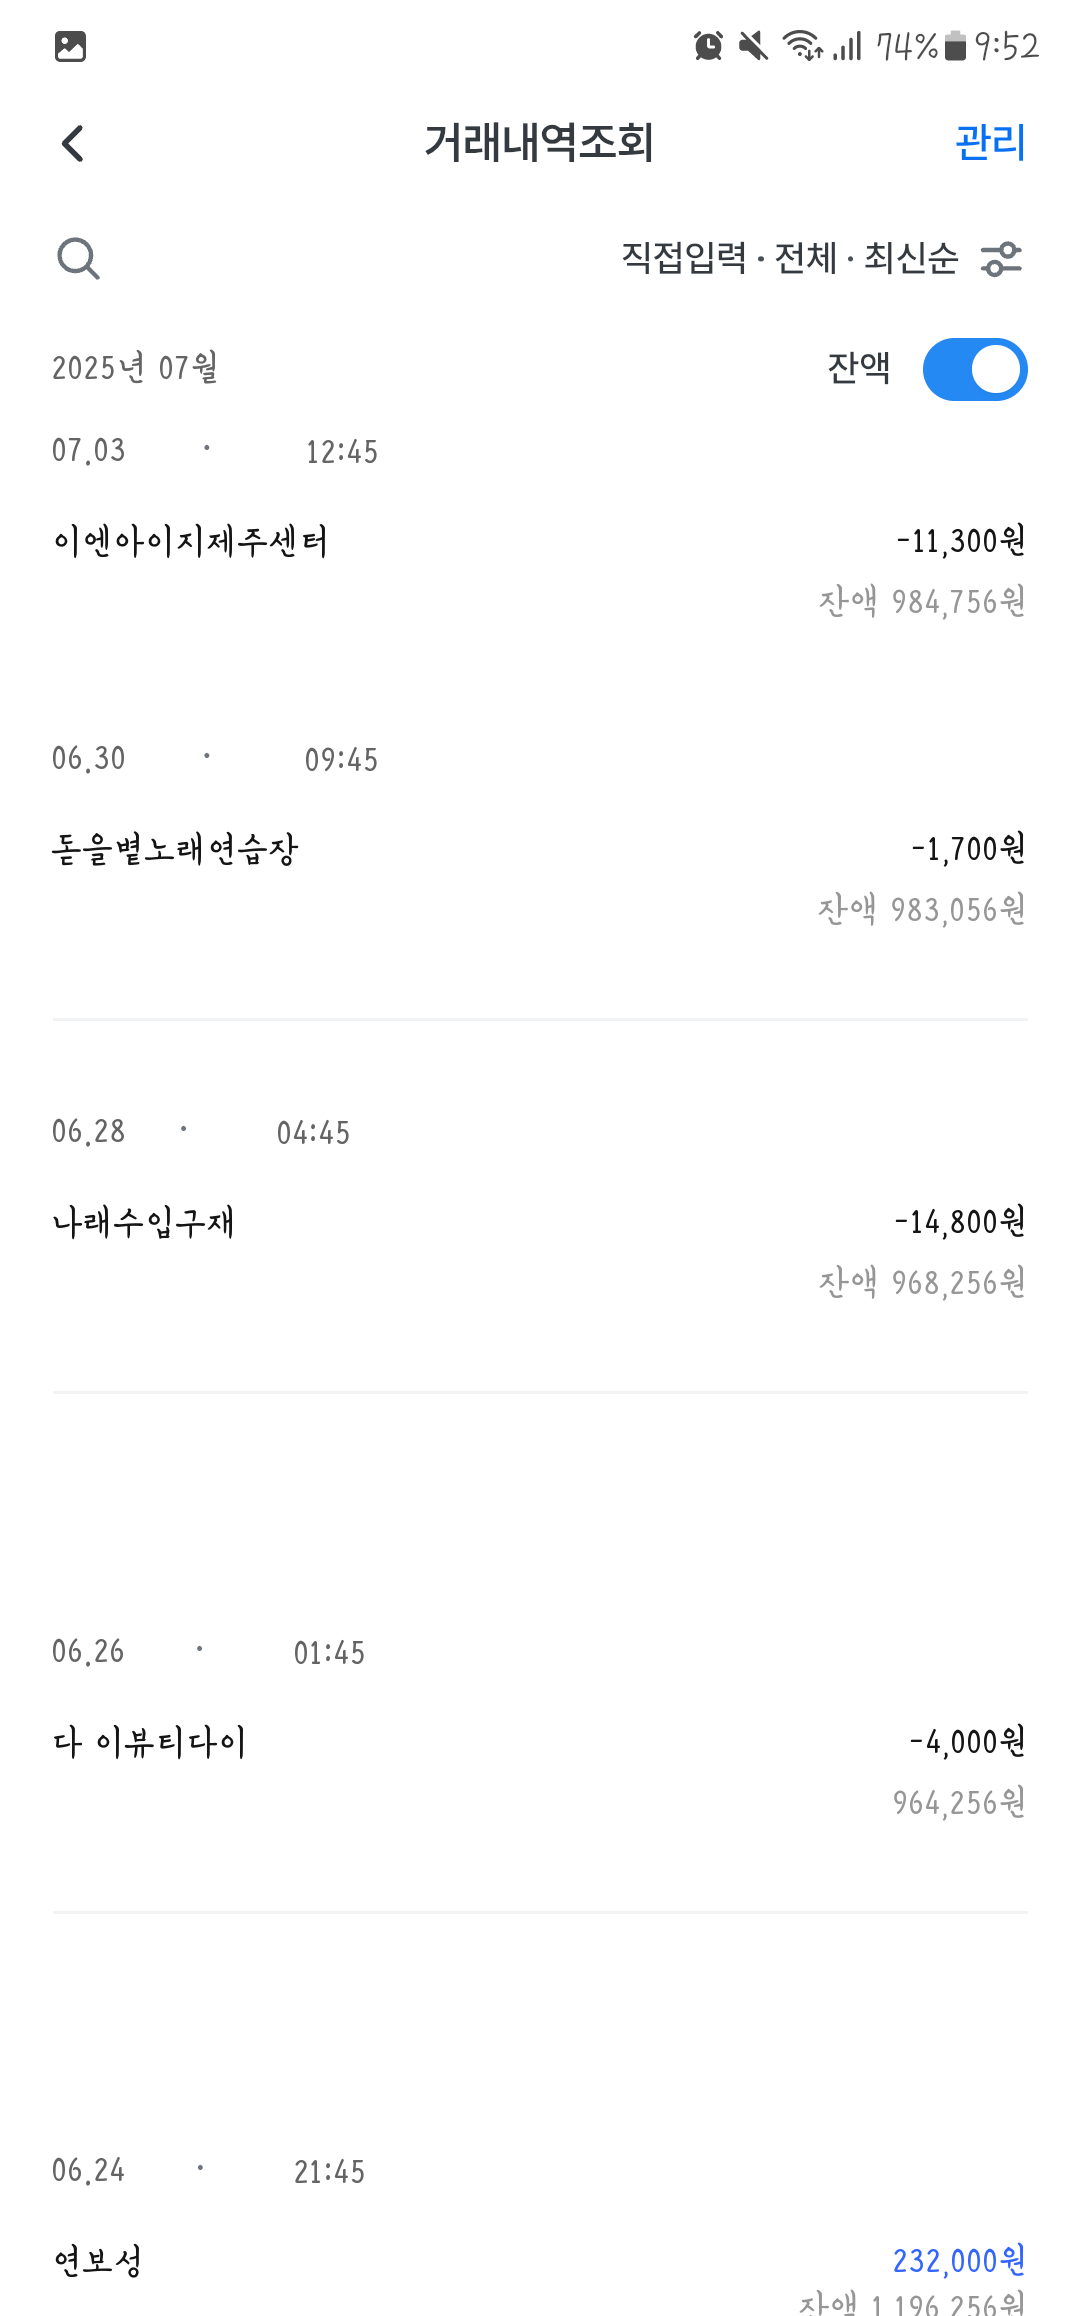 74% 9:52
거래내역조회 관리
직접입력 · 전체 · 최신순
2025년 07월 잔액
07.03 · 12:45
이엔아이지제주센터 -11,300원
잔액 984,756원
06.30 · 09:45
돋을볕노래연습장 -1,700원
잔액 983,056원
06.28 · 04:45
나래수입구재 -14,800원
잔액 968,256원
06.26 · 01:45
다 이뷰티다이 -4,000원
964,256원
06.24 · 21:45
연보성 232,000원
잔액 1,196,256원